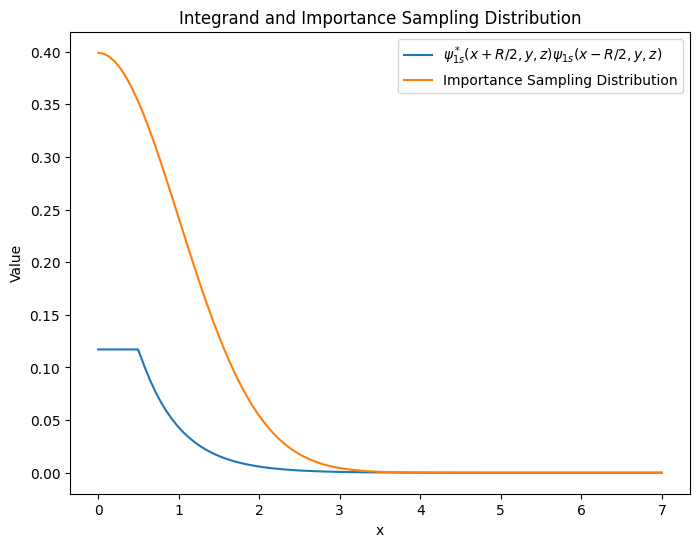 Integrand and Importance Sampling Distribution
ψ*₁ₛ(x + R/2, y, z)ψ₁ₛ(x − R/2, y, z)
Importance Sampling Distribution
Value
0.40
0.35
0.30
0.25
0.20
0.15
0.10
0.05
0.00
0 1 2 3 4 5 6 7
x